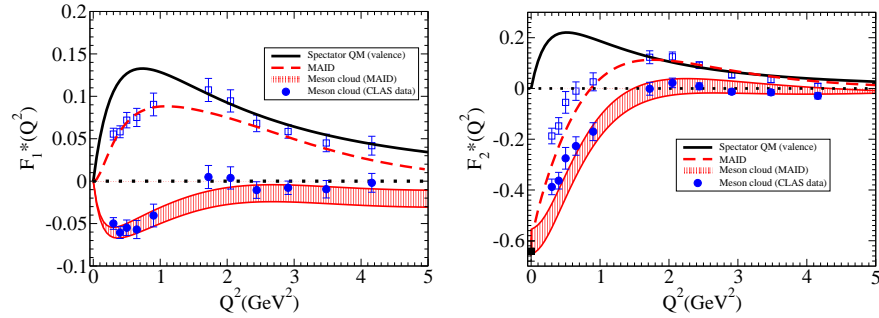 0.2
0.15
0.1
0.05
0
-0.05
-0.1
F1*(Q²)
Spectator QM (valence)
MAID
Meson cloud (MAID)
Meson cloud (CLAS data)
0 1 2 3 4 5
Q²(GeV²)
0.2
0
-0.2
-0.4
-0.6
F2*(Q²)
Spectator QM (valence)
MAID
Meson cloud (MAID)
Meson cloud (CLAS data)
0 1 2 3 4 5
Q²(GeV²)